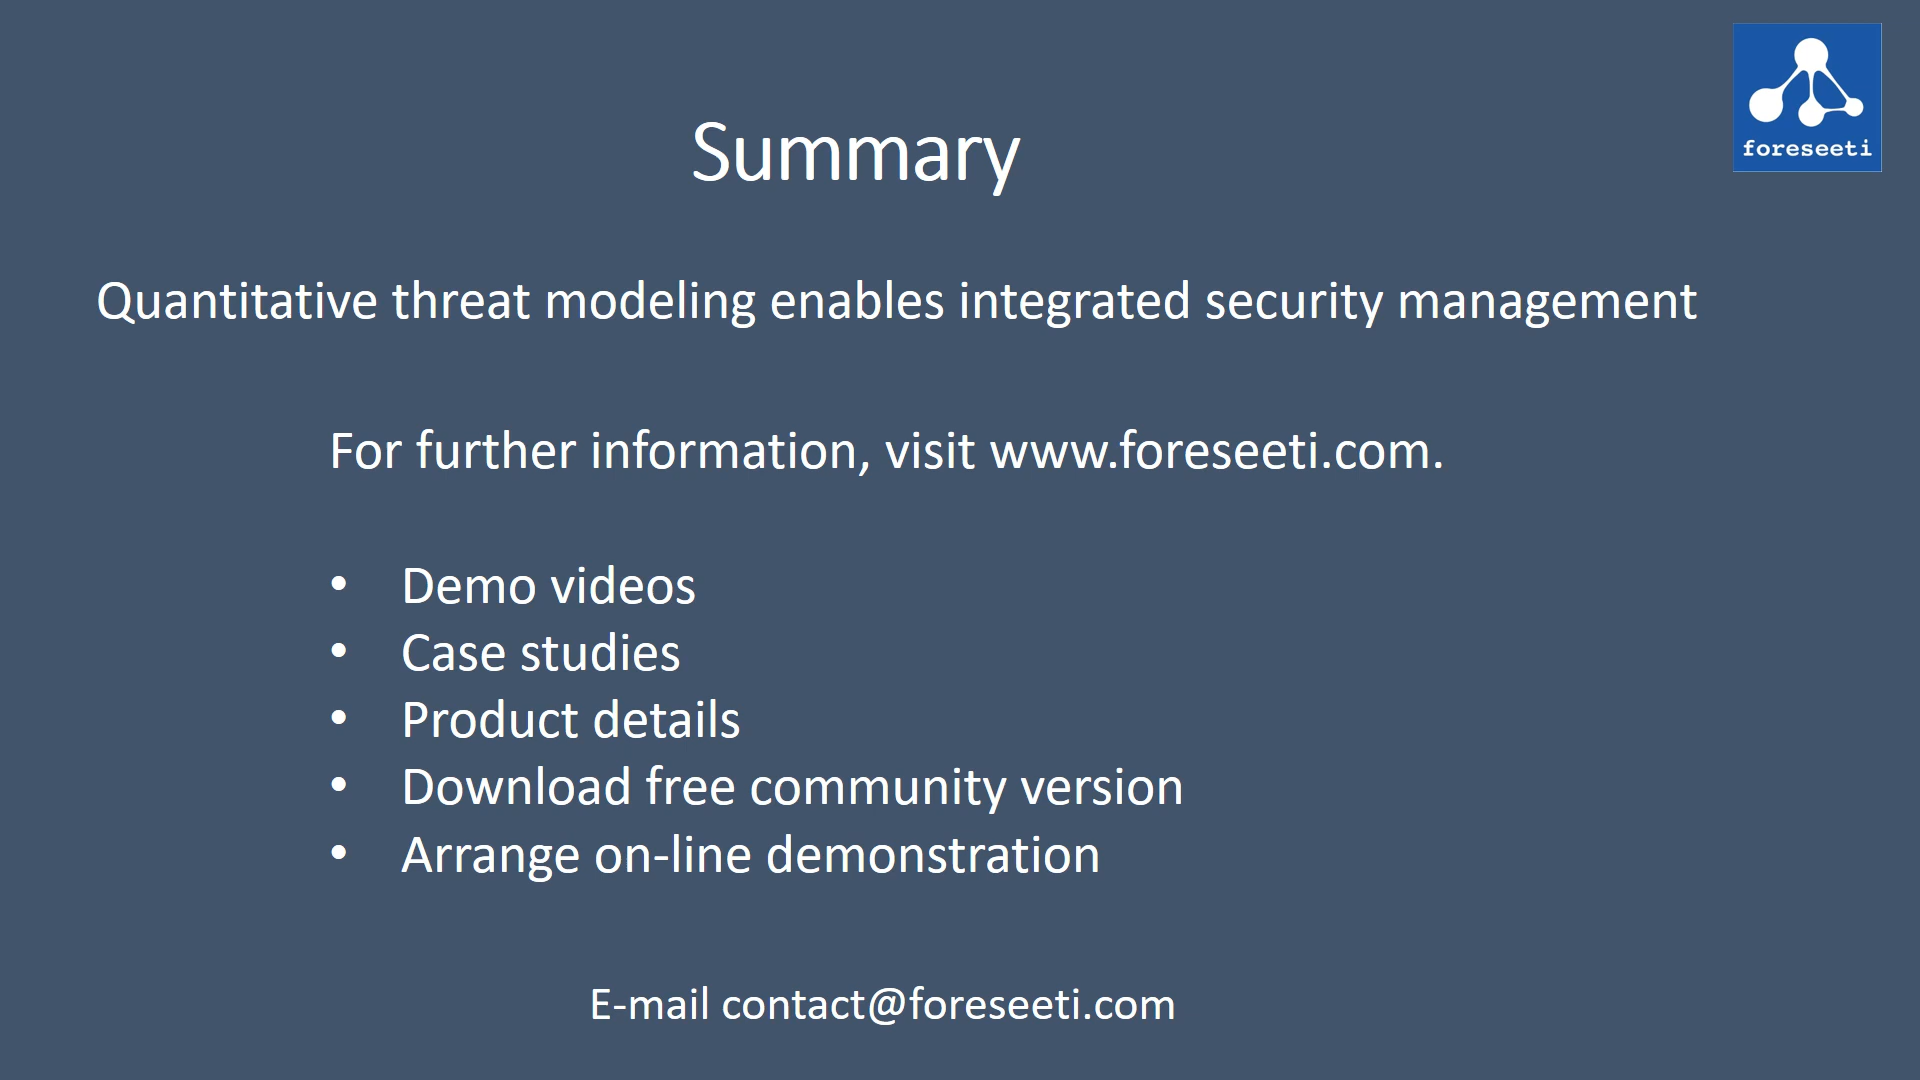 foreseeti
Summary
Quantitative threat modeling enables integrated security management
For further information, visit www.foreseeti.com.
• Demo videos
• Case studies
• Product details
• Download free community version
• Arrange on-line demonstration
E-mail contact@foreseeti.com